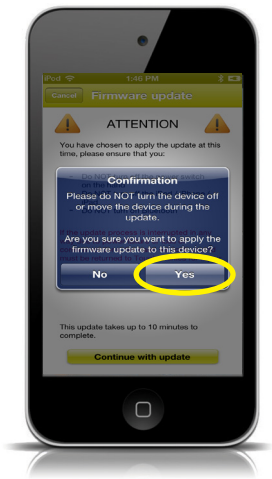 iPod 1:46 PM
Cancel Firmware update
ATTENTION
You have chosen to apply the update at this
time, please ensure that you:
Confirmation
Please do NOT turn the device off
or move the device during the
update.
Are you sure you want to apply the
firmware update to this device?
No Yes
This update takes up to 10 minutes to
complete.
Continue with update